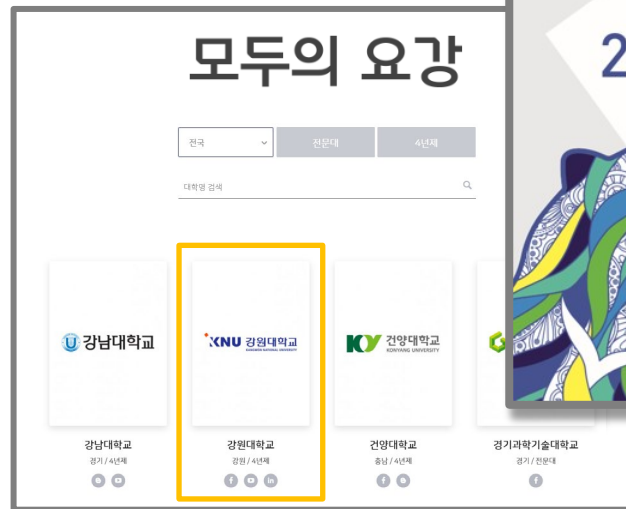 모두의 요강
2
전국 전문대 4년제
대학명 검색
강남대학교 KNU 강원대학교 KY 건양대학교
KONYANG UNIVERSITY
강남대학교 강원대학교 건양대학교 경기과학기술대학교
경기 / 4년제 강원 / 4년제 충남 / 4년제 경기 / 전문대